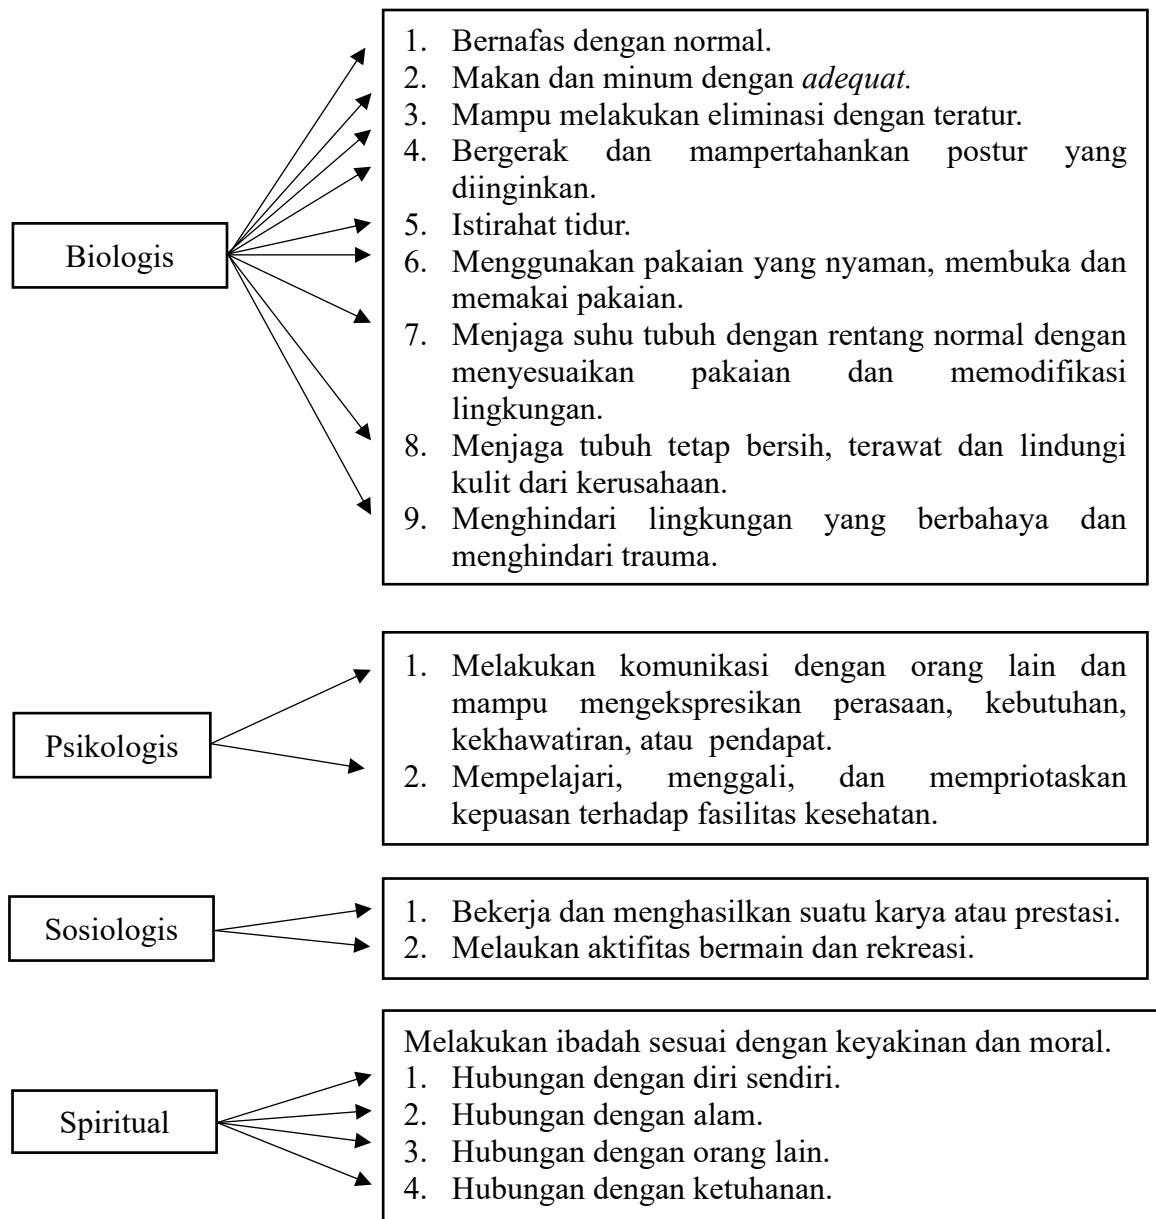 Biologis
1. Bernafas dengan normal.
2. Makan dan minum dengan adequat.
3. Mampu melakukan eliminasi dengan teratur.
4. Bergerak dan mampertahankan postur yang
diinginkan.
5. Istirahat tidur.
6. Menggunakan pakaian yang nyaman, membuka dan
memakai pakaian.
7. Menjaga suhu tubuh dengan rentang normal dengan
menyesuaikan pakaian dan memodifikasi
lingkungan.
8. Menjaga tubuh tetap bersih, terawat dan lindungi
kulit dari kerusahaan.
9. Menghindari lingkungan yang berbahaya dan
menghindari trauma.
Psikologis
1. Melakukan komunikasi dengan orang lain dan
mampu mengekspresikan perasaan, kebutuhan,
kekhawatiran, atau pendapat.
2. Mempelajari, menggali, dan mempriotaskan
kepuasan terhadap fasilitas kesehatan.
Sosiologis
1. Bekerja dan menghasilkan suatu karya atau prestasi.
2. Melaukan aktifitas bermain dan rekreasi.
Spiritual
Melakukan ibadah sesuai dengan keyakinan dan moral.
1. Hubungan dengan diri sendiri.
2. Hubungan dengan alam.
3. Hubungan dengan orang lain.
4. Hubungan dengan ketuhanan.